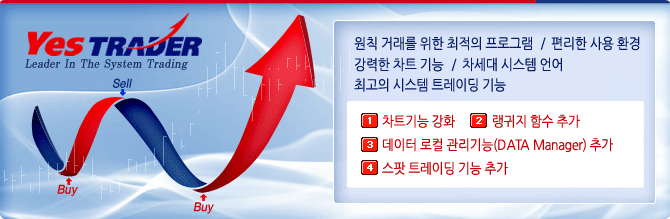 Yes TRADER
Leader In The System Trading
Sell
Buy
Buy
원칙 거래를 위한 최적의 프로그램 / 편리한 사용 환경
강력한 차트 기능 / 차세대 시스템 언어
최고의 시스템 트레이딩 기능
1 차트기능 강화 2 랭귀지 함수 추가
3 데이터 로컬 관리기능(DATA Manager) 추가
4 스팟 트레이딩 기능 추가